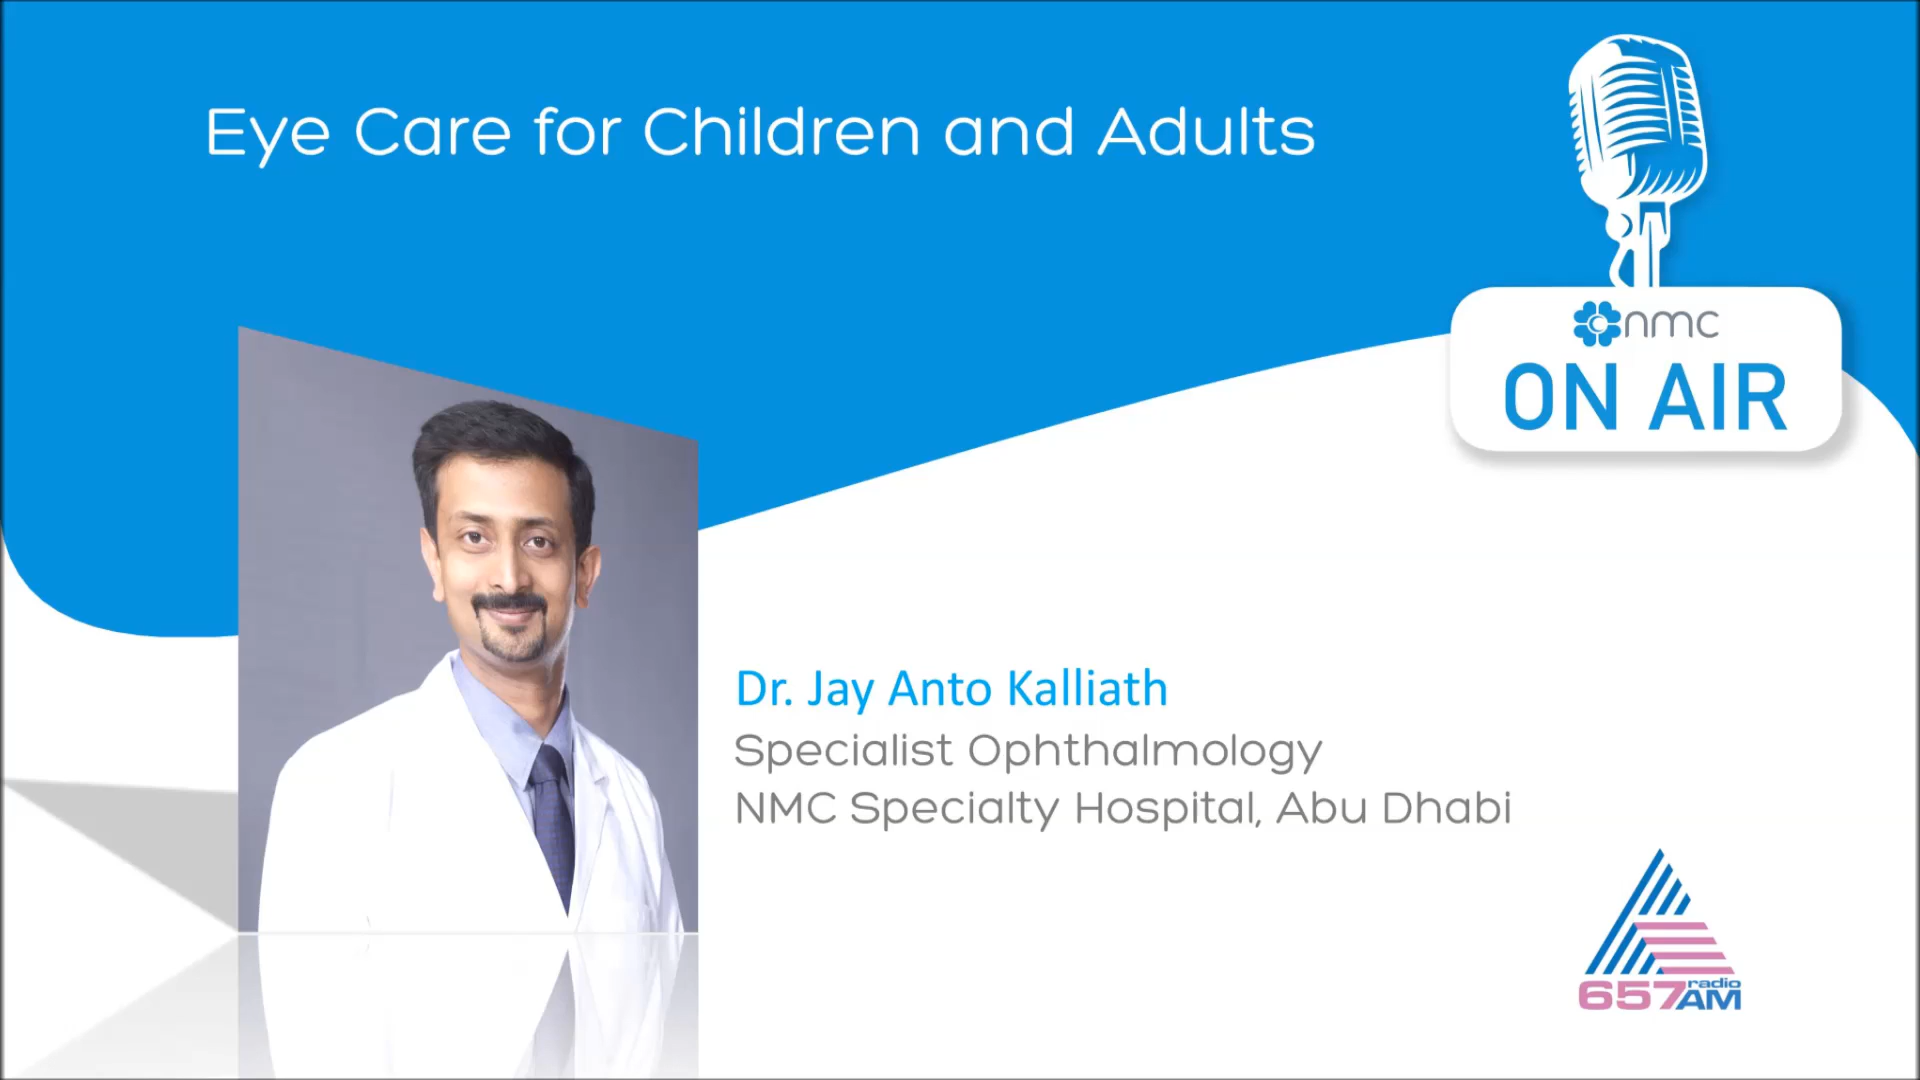 Eye Care for Children and Adults
nmc
ON AIR
Dr. Jay Anto Kalliath
Specialist Ophthalmology
NMC Specialty Hospital, Abu Dhabi
radio
657AM